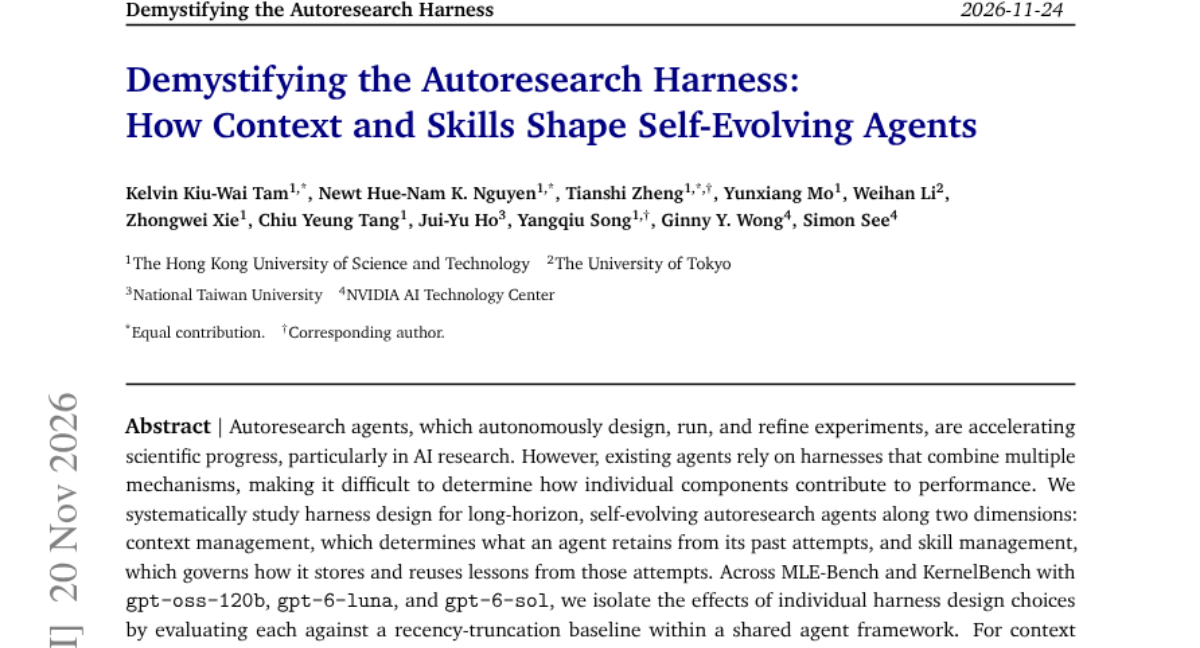 Demystifying the Autoresearch Harness 2026-11-24
Demystifying the Autoresearch Harness:
How Context and Skills Shape Self-Evolving Agents
Kelvin Kiu-Wai Tam1,*, Newt Hue-Nam K. Nguyen1,*, Tianshi Zheng1,*,†, Yunxiang Mo1, Weihan Li2,
Zhongwei Xie1, Chiu Yeung Tang1, Jui-Yu Ho3, Yangqiu Song1,†, Ginny Y. Wong4, Simon See4
1The Hong Kong University of Science and Technology 2The University of Tokyo
3National Taiwan University 4NVIDIA AI Technology Center
*Equal contribution. †Corresponding author.
Abstract | Autoresearch agents, which autonomously design, run, and refine experiments, are accelerating
scientific progress, particularly in AI research. However, existing agents rely on harnesses that combine multiple
mechanisms, making it difficult to determine how individual components contribute to performance. We
systematically study harness design for long-horizon, self-evolving autoresearch agents along two dimensions:
context management, which determines what an agent retains from its past attempts, and skill management,
which governs how it stores and reuses lessons from those attempts. Across MLE-Bench and KernelBench with
gpt-oss-120b, gpt-6-luna, and gpt-6-sol, we isolate the effects of individual harness design choices
by evaluating each against a recency-truncation baseline within a shared agent framework. For context
I] 20 Nov 2026